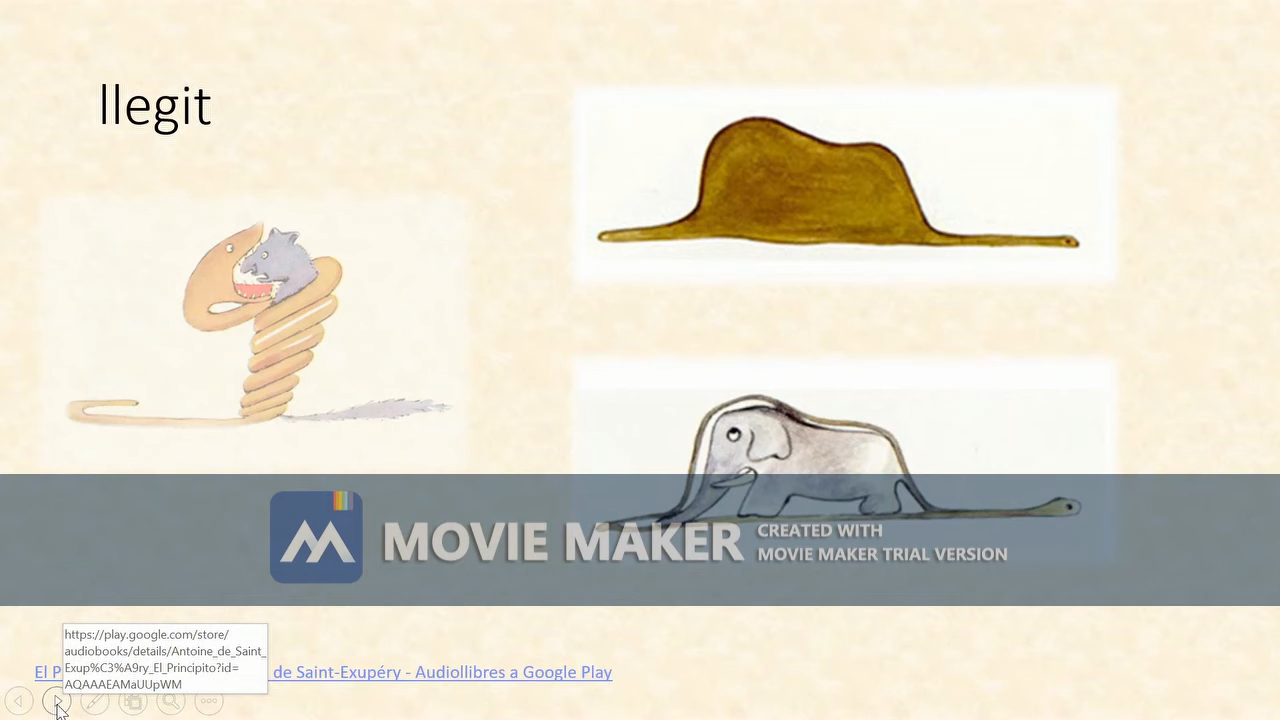 llegit
MOVIE MAKER
CREATED WITH
MOVIE MAKER TRIAL VERSION
https://play.google.com/store/
audiobooks/details/Antoine_de_Saint_
Exup%C3%A9ry_El_Principito?id=
AQAAAEAMaUUpWM
El P de Saint-Exupéry - Audiollibres a Google Play